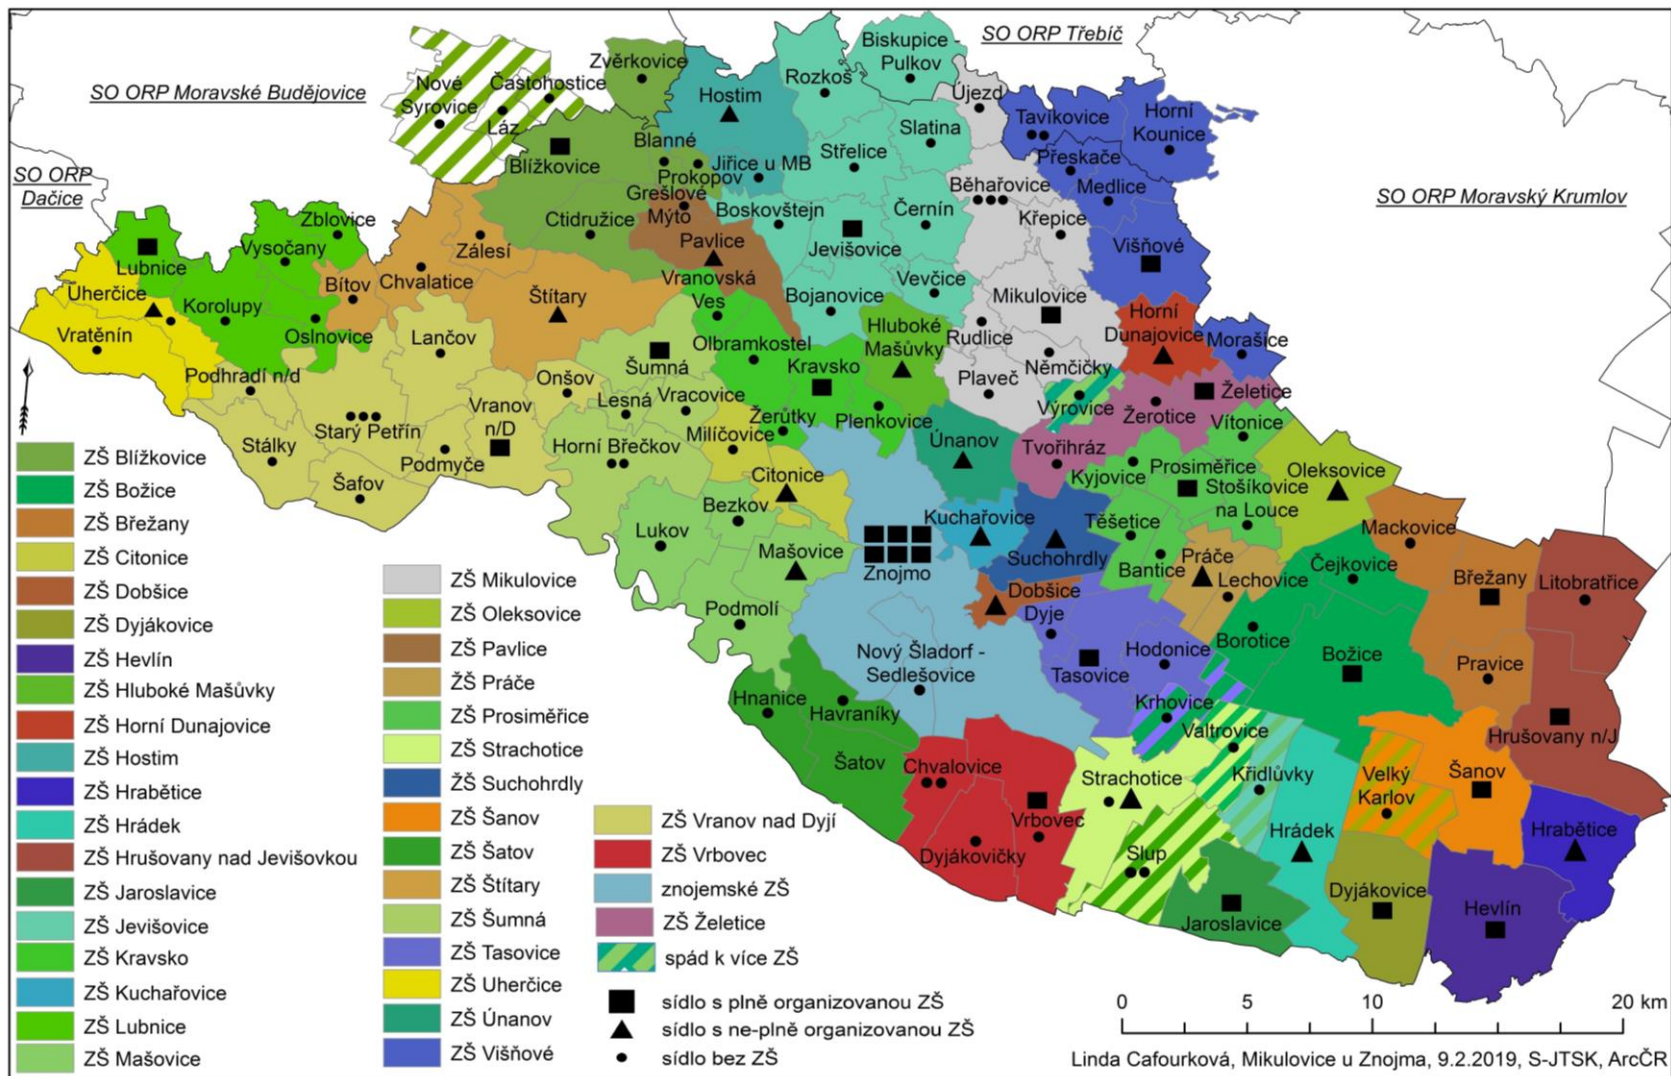 SO ORP Třebíč
SO ORP Moravské Budějovice
SO ORP
Dačice
SO ORP Moravský Krumlov
Zvěrkovice
Biskupice -
Pulkov
Rozkoš
Nové
Syrovice
Častohostice
Láz
Hostim
Újezd
Tavíkovice
Horní
Kounice
Slatina
Blížkovice
Blanné
Střelice
Přeskače
Prokopov
Jiřice u MB
Běhařovice
Medlice
Grešlové
Mýto
Boskovštejn
Černín
Křepice
Zblovice
Ctidružice
Zálesí
Pavlice
Jevišovice
Višňové
Lubnice
Vysočany
Chvalatice
Vranovská
Ves
Vevčice
Uherčice
Bítov
Štítary
Bojanovice
Mikulovice
Korolupy
Horní
Dunajovice
Hluboké
Mašůvky
Rudlice
Vratěnín
Oslnovice
Lančov
Olbramkostel
Morašice
Šumná
Kravsko
Němčičky
Podhradí n/d
Onšov
Plaveč
Želetice
Lesná
Vracovice
Výrovice
Žerotice
Vranov
n/D
Starý Petřín
Žerůtky
Plenkovice
Vítonice
Milíčovice
Únanov
Stálky
Horní Břečkov
Podmyče
Tvořihráz
Kyjovice
Prosiměřice
Oleksovice
Šafov
Citonice
Stošíkovice
na Louce
Bezkov
Kuchařovice
Těšetice
Mackovice
Lukov
Mašovice
Suchohrdly
Práče
Znojmo
Bantice
Lechovice
Čejkovice
Břežany
Litobratřice
Dobšice
Podmolí
Dyje
Borotice
Nový Šladorf -
Sedlešovice
Hodonice
Božice
Pravice
Tasovice
Hnanice
Havraníky
Krhovice
Valtrovice
Hrušovany n/J
Šatov
Chvalovice
Strachotice
Křidlůvky
Velký
Karlov
Šanov
Vrbovec
Hrádek
Hrabětice
Dyjákovičky
Slup
Dyjákovice
Jaroslavice
Hevlín
ZŠ Blížkovice
ZŠ Božice
ZŠ Břežany
ZŠ Citonice
ZŠ Dobšice
ZŠ Dyjákovice
ZŠ Hevlín
ZŠ Hluboké Mašůvky
ZŠ Horní Dunajovice
ZŠ Hostim
ZŠ Hrabětice
ZŠ Hrádek
ZŠ Hrušovany nad Jevišovkou
ZŠ Jaroslavice
ZŠ Jevišovice
ZŠ Kravsko
ZŠ Kuchařovice
ZŠ Lubnice
ZŠ Mašovice
ZŠ Mikulovice
ZŠ Oleksovice
ZŠ Pavlice
ŽŠ Práče
ZŠ Prosiměřice
ZŠ Strachotice
ŽŠ Suchohrdly
ZŠ Šanov
ZŠ Šatov
ZŠ Štítary
ZŠ Šumná
ZŠ Tasovice
ZŠ Uherčice
ZŠ Únanov
ZŠ Višňové
ZŠ Vranov nad Dyjí
ZŠ Vrbovec
znojemské ZŠ
ZŠ Želetice
spád k více ZŠ
sídlo s plně organizovanou ZŠ
sídlo s ne-plně organizovanou ZŠ
sídlo bez ZŠ
0 5 10 20 km
Linda Cafourková, Mikulovice u Znojma, 9.2.2019, S-JTSK, ArcČR